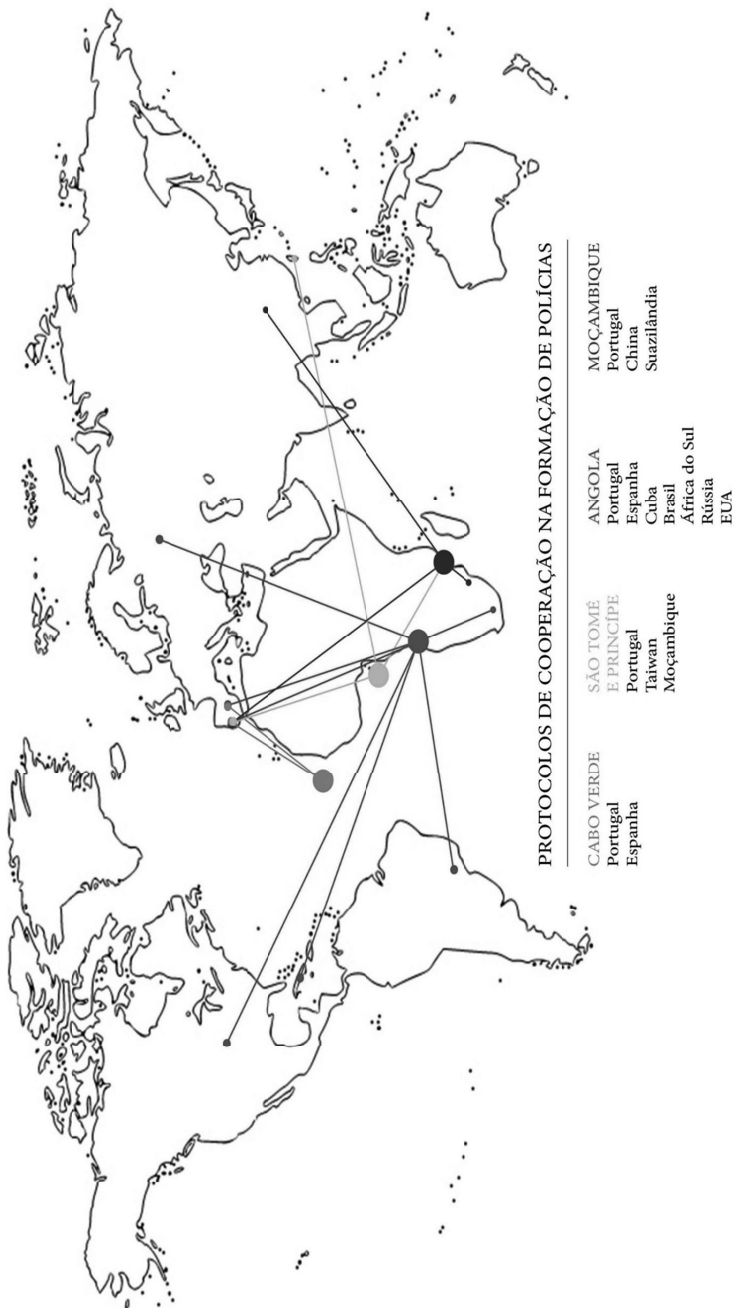 PROTOCOLOS DE COOPERAÇÃO NA FORMAÇÃO DE POLÍCIAS
CABO VERDE
Portugal
Espanha
SÃO TOMÉ
E PRINCÍPE
Portugal
Taiwan
Moçambique
ANGOLA
Portugal
Espanha
Cuba
Brasil
África do Sul
Rússia
EUA
MOÇAMBIQUE
Portugal
China
Suazilândia